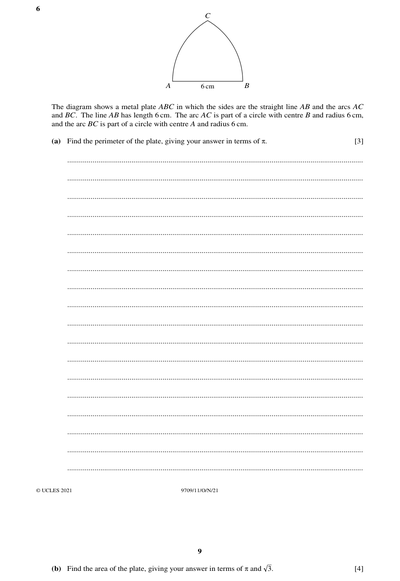 6
C
A
6 cm
B
The diagram shows a metal plate ABC in which the sides are the straight line AB and the arcs AC
and BC. The line AB has length 6 cm. The arc AC is part of a circle with centre B and radius 6 cm,
and the arc BC is part of a circle with centre A and radius 6 cm.
(a) Find the perimeter of the plate, giving your answer in terms of π. [3]
© UCLES 2021
9709/11/O/N/21
9
(b) Find the area of the plate, giving your answer in terms of π and √3. [4]